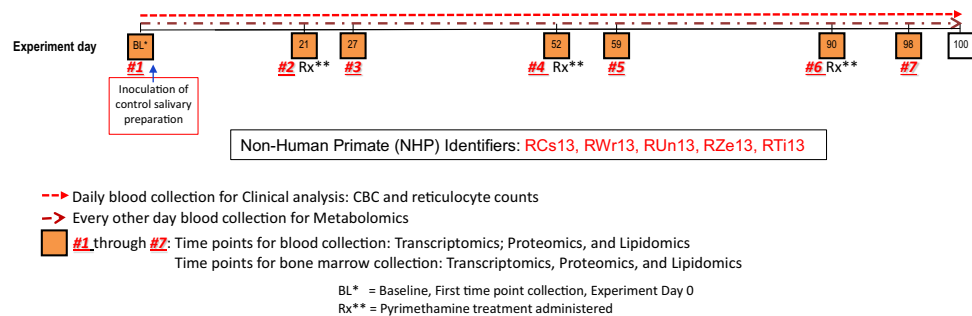 Experiment day
BL* 21 27 52 59 90 98 100
#1 #2 Rx** #3 #4 Rx** #5 #6 Rx** #7
Inoculation of
control salivary
preparation
Non-Human Primate (NHP) Identifiers: RCs13, RWr13, RUn13, RZe13, RTi13
Daily blood collection for Clinical analysis: CBC and reticulocyte counts
Every other day blood collection for Metabolomics
#1 through #7: Time points for blood collection: Transcriptomics; Proteomics, and Lipidomics
Time points for bone marrow collection: Transcriptomics, Proteomics, and Lipidomics
BL* = Baseline, First time point collection, Experiment Day 0
Rx** = Pyrimethamine treatment administered